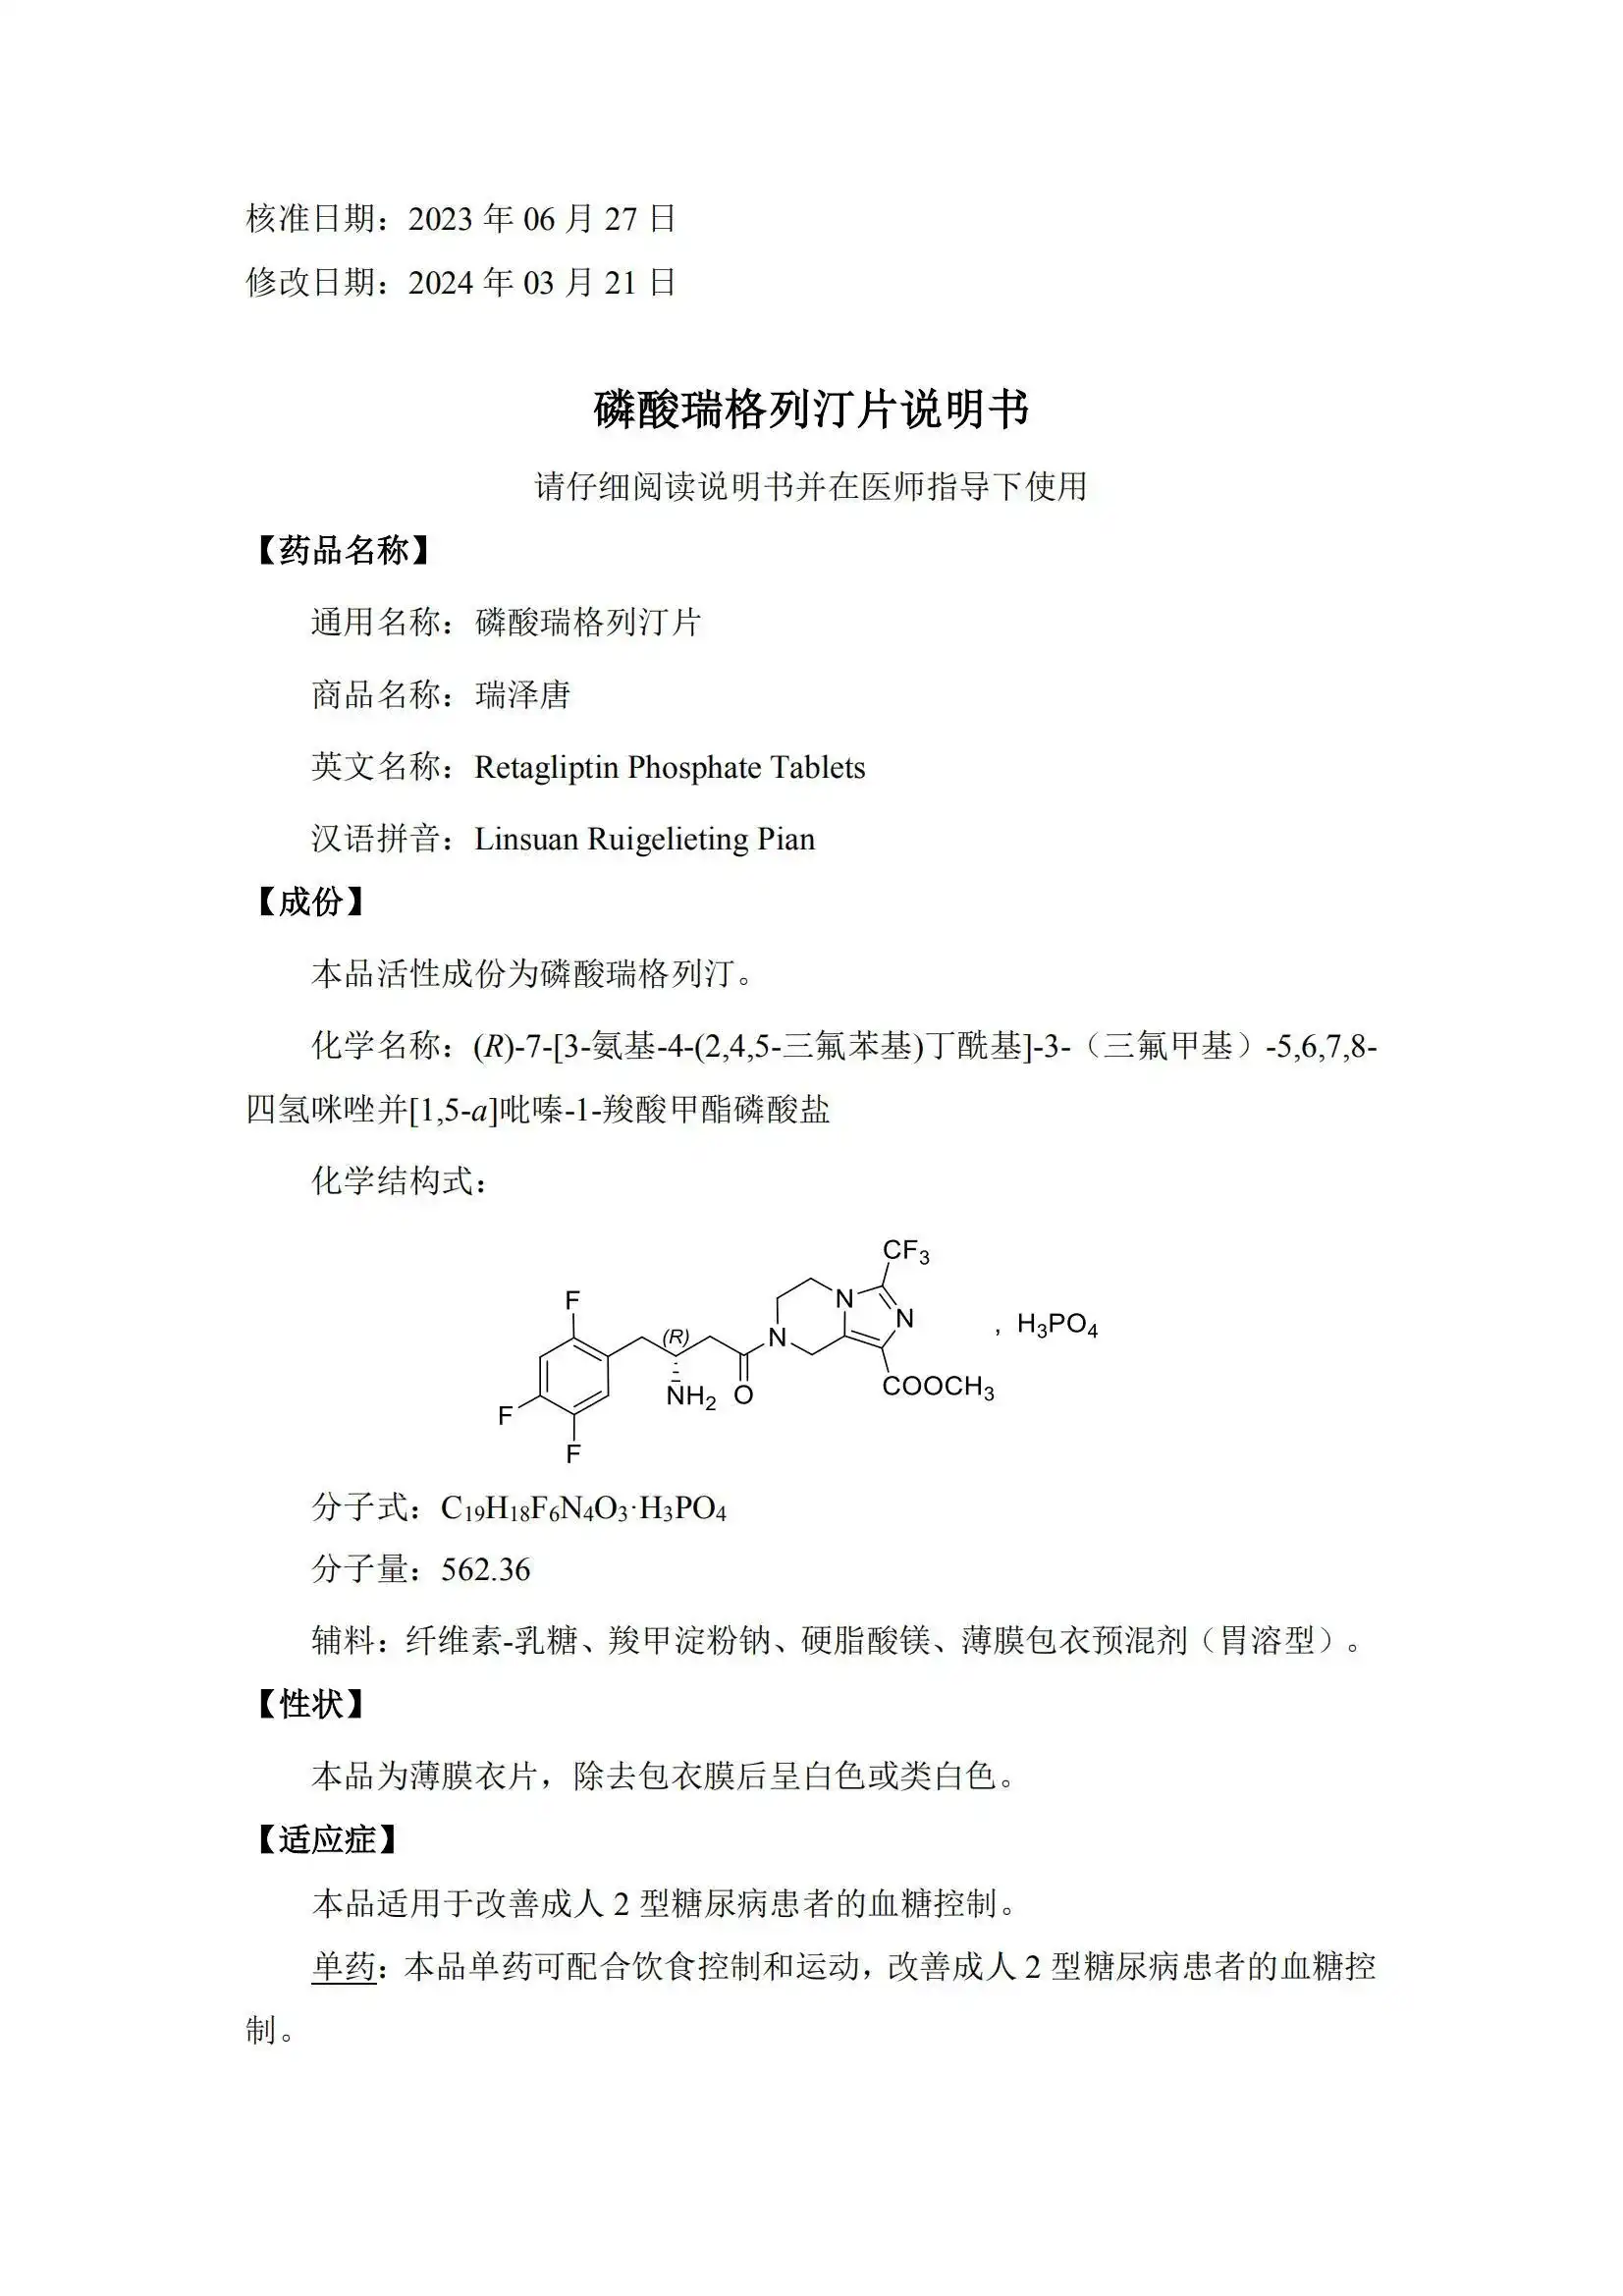 核准日期：2023 年 06 月 27 日
修改日期：2024 年 03 月 21 日
磷酸瑞格列汀片说明书
请仔细阅读说明书并在医师指导下使用
【药品名称】
通用名称：磷酸瑞格列汀片
商品名称：瑞泽唐
英文名称：Retagliptin Phosphate Tablets
汉语拼音：Linsuan Ruigelieting Pian
【成份】
本品活性成份为磷酸瑞格列汀。
化学名称：(R)-7-[3-氨基-4-(2,4,5-三氟苯基)丁酰基]-3-（三氟甲基）-5,6,7,8-
四氢咪唑并[1,5-a]吡嗪-1-羧酸甲酯磷酸盐
化学结构式：
CF3
F
N
N
(R)
N
, H3PO4
NH2
O
COOCH3
F
F
分子式：C19H18F6N4O3·H3PO4
分子量：562.36
辅料：纤维素-乳糖、羧甲淀粉钠、硬脂酸镁、薄膜包衣预混剂（胃溶型）。
【性状】
本品为薄膜衣片，除去包衣膜后呈白色或类白色。
【适应症】
本品适用于改善成人 2 型糖尿病患者的血糖控制。
单药：本品单药可配合饮食控制和运动，改善成人 2 型糖尿病患者的血糖控
制。